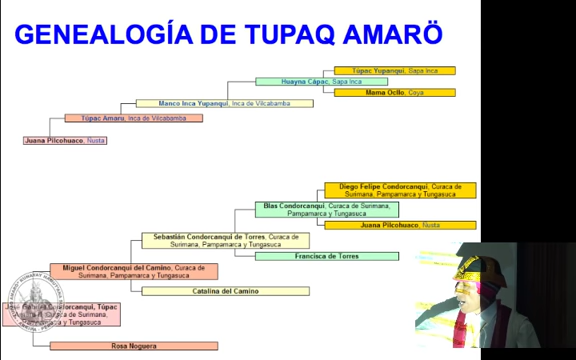 GENEALOGÍA DE TUPAQ AMARÖ
Túpac Yupanqui, Sapa Inca
Huayna Cápac, Sapa Inca
Mama Ocllo, Coya
Manco Inca Yupanqui, Inca de Vilcabamba
Túpac Amaru, Inca de Vilcabamba
Juana Pilcohuaco, Ñusta
Diego Felipe Condorcanqui, Curaca de
Surimana, Pampamarca y Tungasuca
Blas Condorcanqui, Curaca de Surimana,
Pampamarca y Tungasuca
Juana Pilcohuaco, Ñusta
Sebastián Condorcanqui de Torres, Curaca de
Surimana, Pampamarca y Tungasuca
Francisca de Torres
Miguel Condorcanqui del Camino, Curaca de
Surimana, Pampamarca y Tungasuca
Catalina del Camino
Condorcanqui, Túpac
Curaca de Surimana,
Pampamarca y Tungasuca
Rosa Noguera